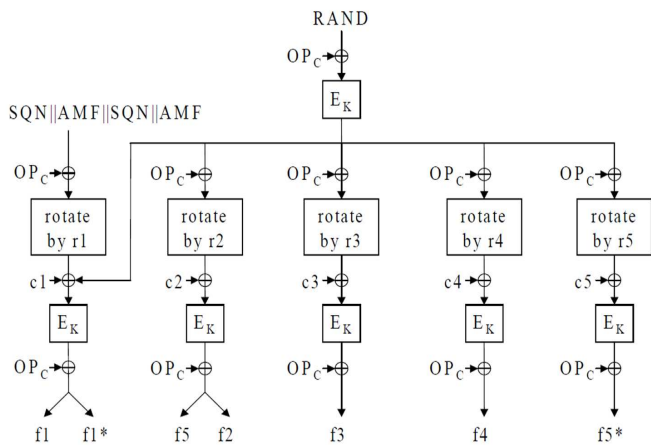 RAND
OPC
EK
SQN||AMF||SQN||AMF
OPC OPC OPC OPC OPC
rotate by r1 rotate by r2 rotate by r3 rotate by r4 rotate by r5
c1 c2 c3 c4 c5
EK EK EK EK EK
OPC OPC OPC OPC OPC
f1 f1* f5 f2 f3 f4 f5*